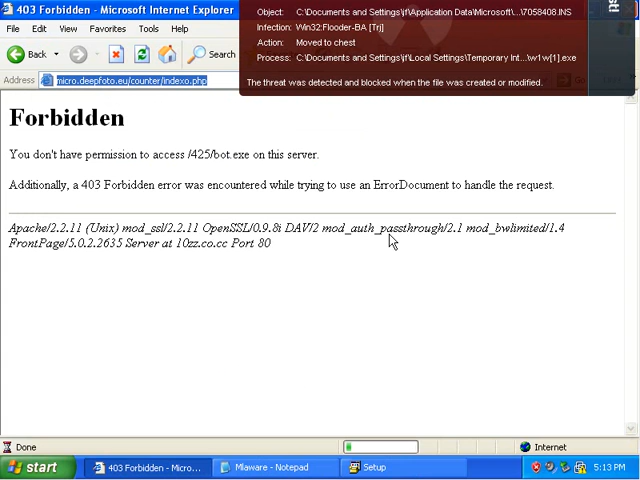 403 Forbidden - Microsoft Internet Explorer
File Edit View Favorites Tools Help
Back Search
Address micro.deepfoto.eu/counter/indexo.php
Object: C:\Documents and Settings\jf\Application Data\Microsoft\...\7058408.INS
Infection: Win32:Flooder-BA [Trj]
Action: Moved to chest
Process: C:\Documents and Settings\jf\Local Settings\Temporary Int...\w1w[1].exe
The threat was detected and blocked when the file was created or modified.
Forbidden
You don't have permission to access /425/bot.exe on this server.
Additionally, a 403 Forbidden error was encountered while trying to use an ErrorDocument to handle the request.
Apache/2.2.11 (Unix) mod_ssl/2.2.11 OpenSSL/0.9.8i DAV/2 mod_auth_passthrough/2.1 mod_bwlimited/1.4
FrontPage/5.0.2.2635 Server at 10zz.co.cc Port 80
Done Internet
start 403 Forbidden - Micro... Mlaware - Notepad Setup 5:13 PM